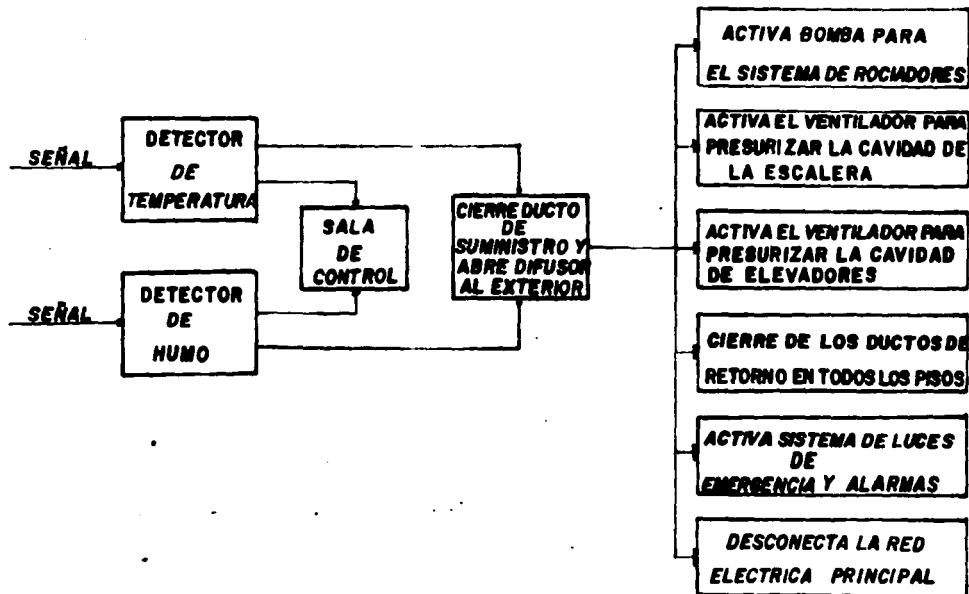 SEÑAL
DETECTOR
DE
TEMPERATURA
SEÑAL
DETECTOR
DE
HUMO
SALA
DE
CONTROL
CIERRE DUCTO
DE
SUMINISTRO Y
ABRE DIFUSOR
AL EXTERIOR
ACTIVA BOMBA PARA
EL SISTEMA DE ROCIADORES
ACTIVA EL VENTILADOR PARA
PRESURIZAR LA CAVIDAD DE
LA ESCALERA
ACTIVA EL VENTILADOR PARA
PRESURIZAR LA CAVIDAD
DE ELEVADORES
CIERRE DE LOS DUCTOS DE
RETORNO EN TODOS LOS PISOS
ACTIVA SISTEMA DE LUCES
DE
EMERGENCIA Y ALARMAS
DESCONECTA LA RED
ELECTRICA PRINCIPAL